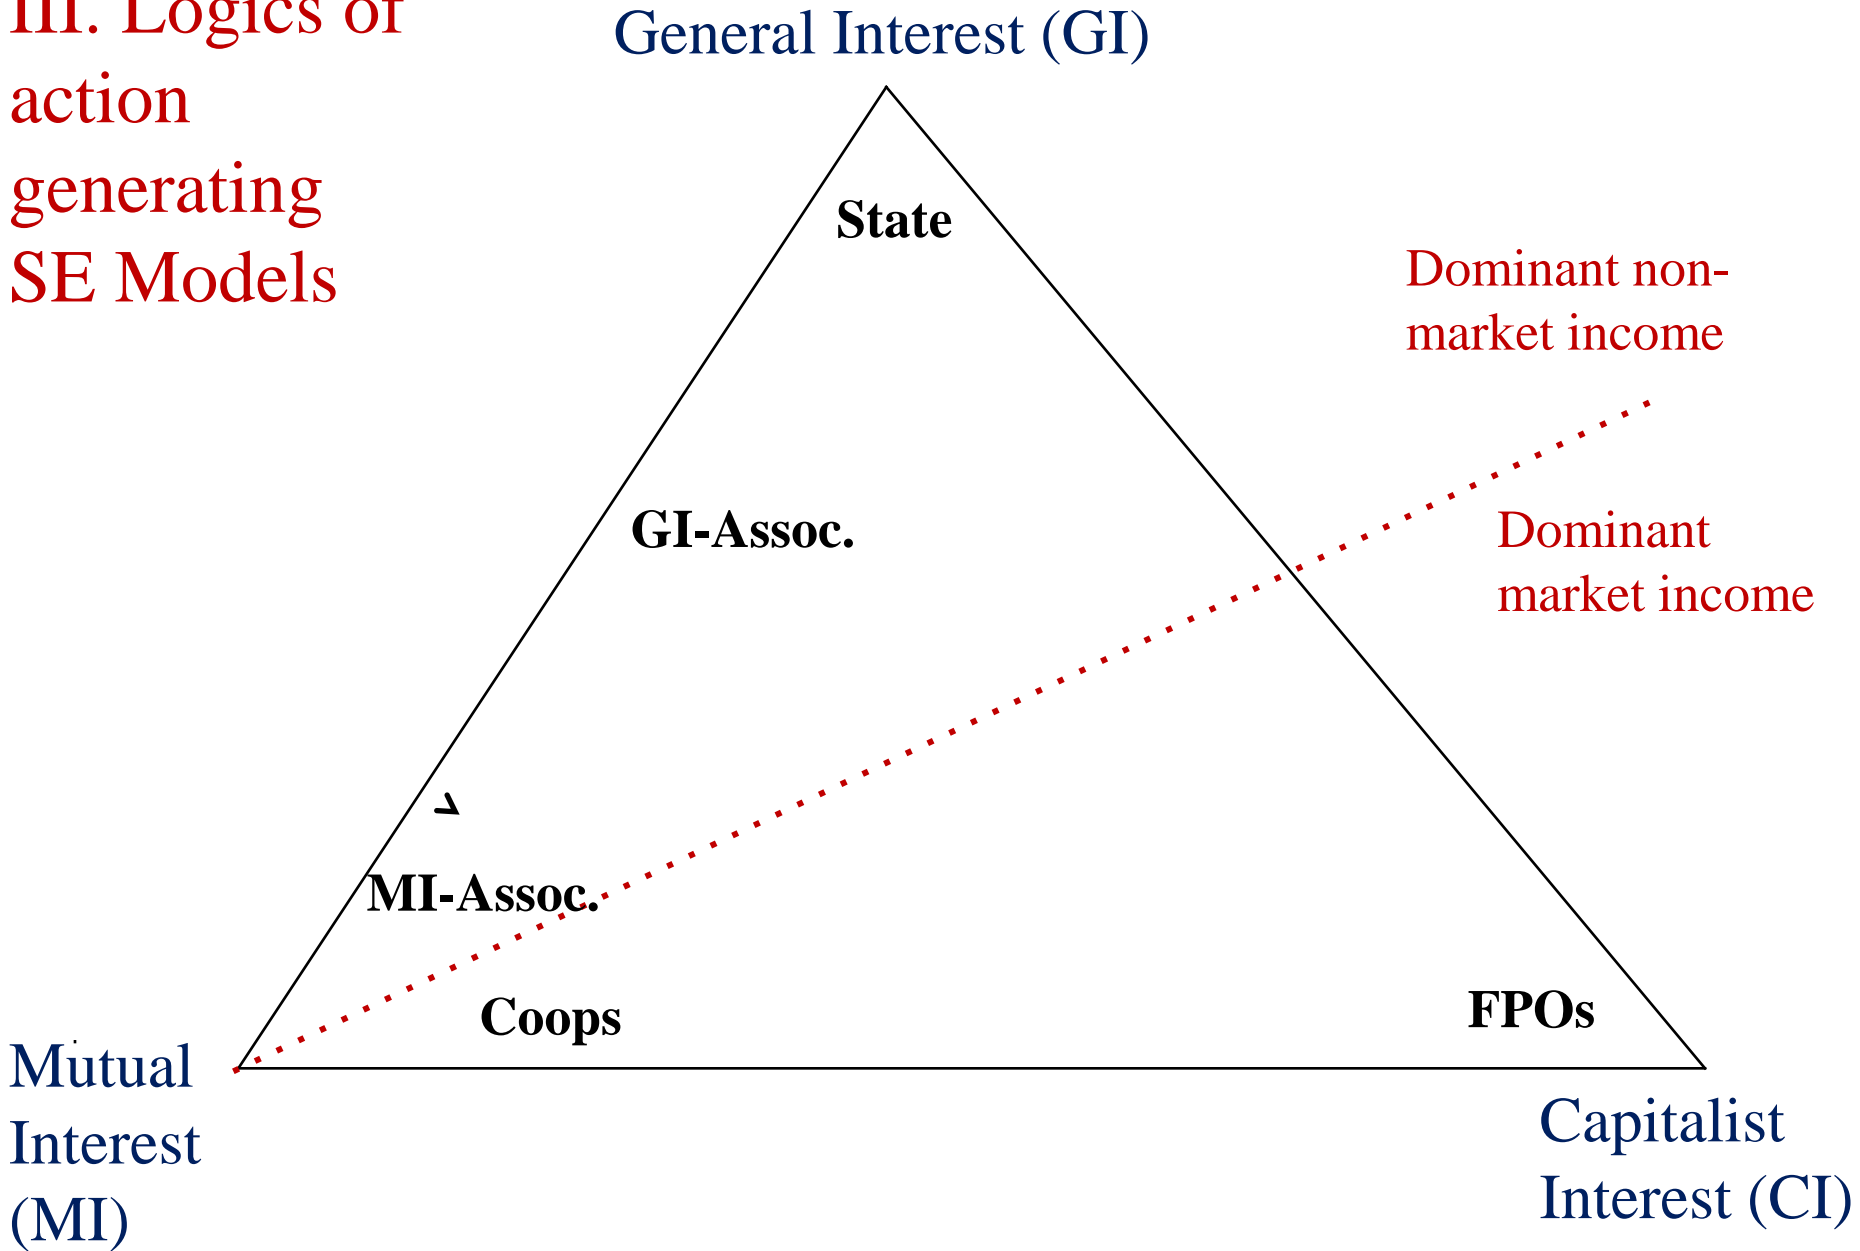 III. Logics of
action
generating
SE Models
General Interest (GI)
State
Dominant non-
market income
GI-Assoc.
Dominant
market income
MI-Assoc.
Coops
FPOs
Mutual
Interest
(MI)
Capitalist
Interest (CI)